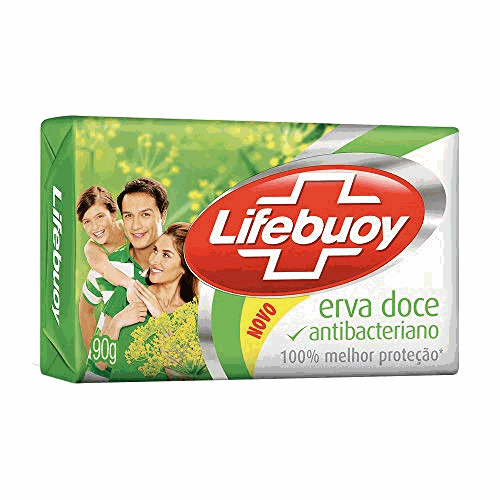 Lifebuoy
Lifebuoy
NOVO
erva doce
✓ antibacteriano
100% melhor proteção*
90g